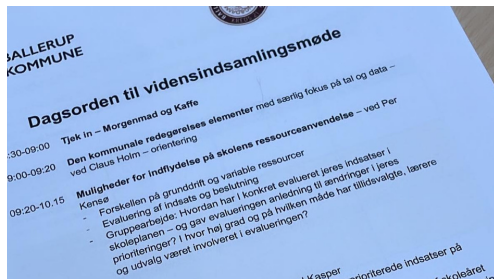 BALLERUP
KOMMUNE
Dagsorden til vidensindsamlingsmøde
:30-09:00 Tjek in – Morgenmad og Kaffe
9:00-09:20 Den kommunale redegørelses elementer med særlig fokus på tal og data –
ved Claus Holm – orientering
09:20-10.15 Muligheder for indflydelse på skolens ressourceanvendelse – ved Per
Kensø
- Forskellen på grunddrift og variable ressourcer
- Evaluering af indsats og beslutning
- Gruppearbejde: Hvordan har i konkret evalueret jeres indsatser i
skoleplanen – og gav evalueringen anledning til ændringer i jeres
prioriteringer? I hvor høj grad og på hvilken måde har tillidsvalgte, lærere
og udvalg været involveret i evalueringen?
Kasper
prioriterede indsatser på
skoleåret